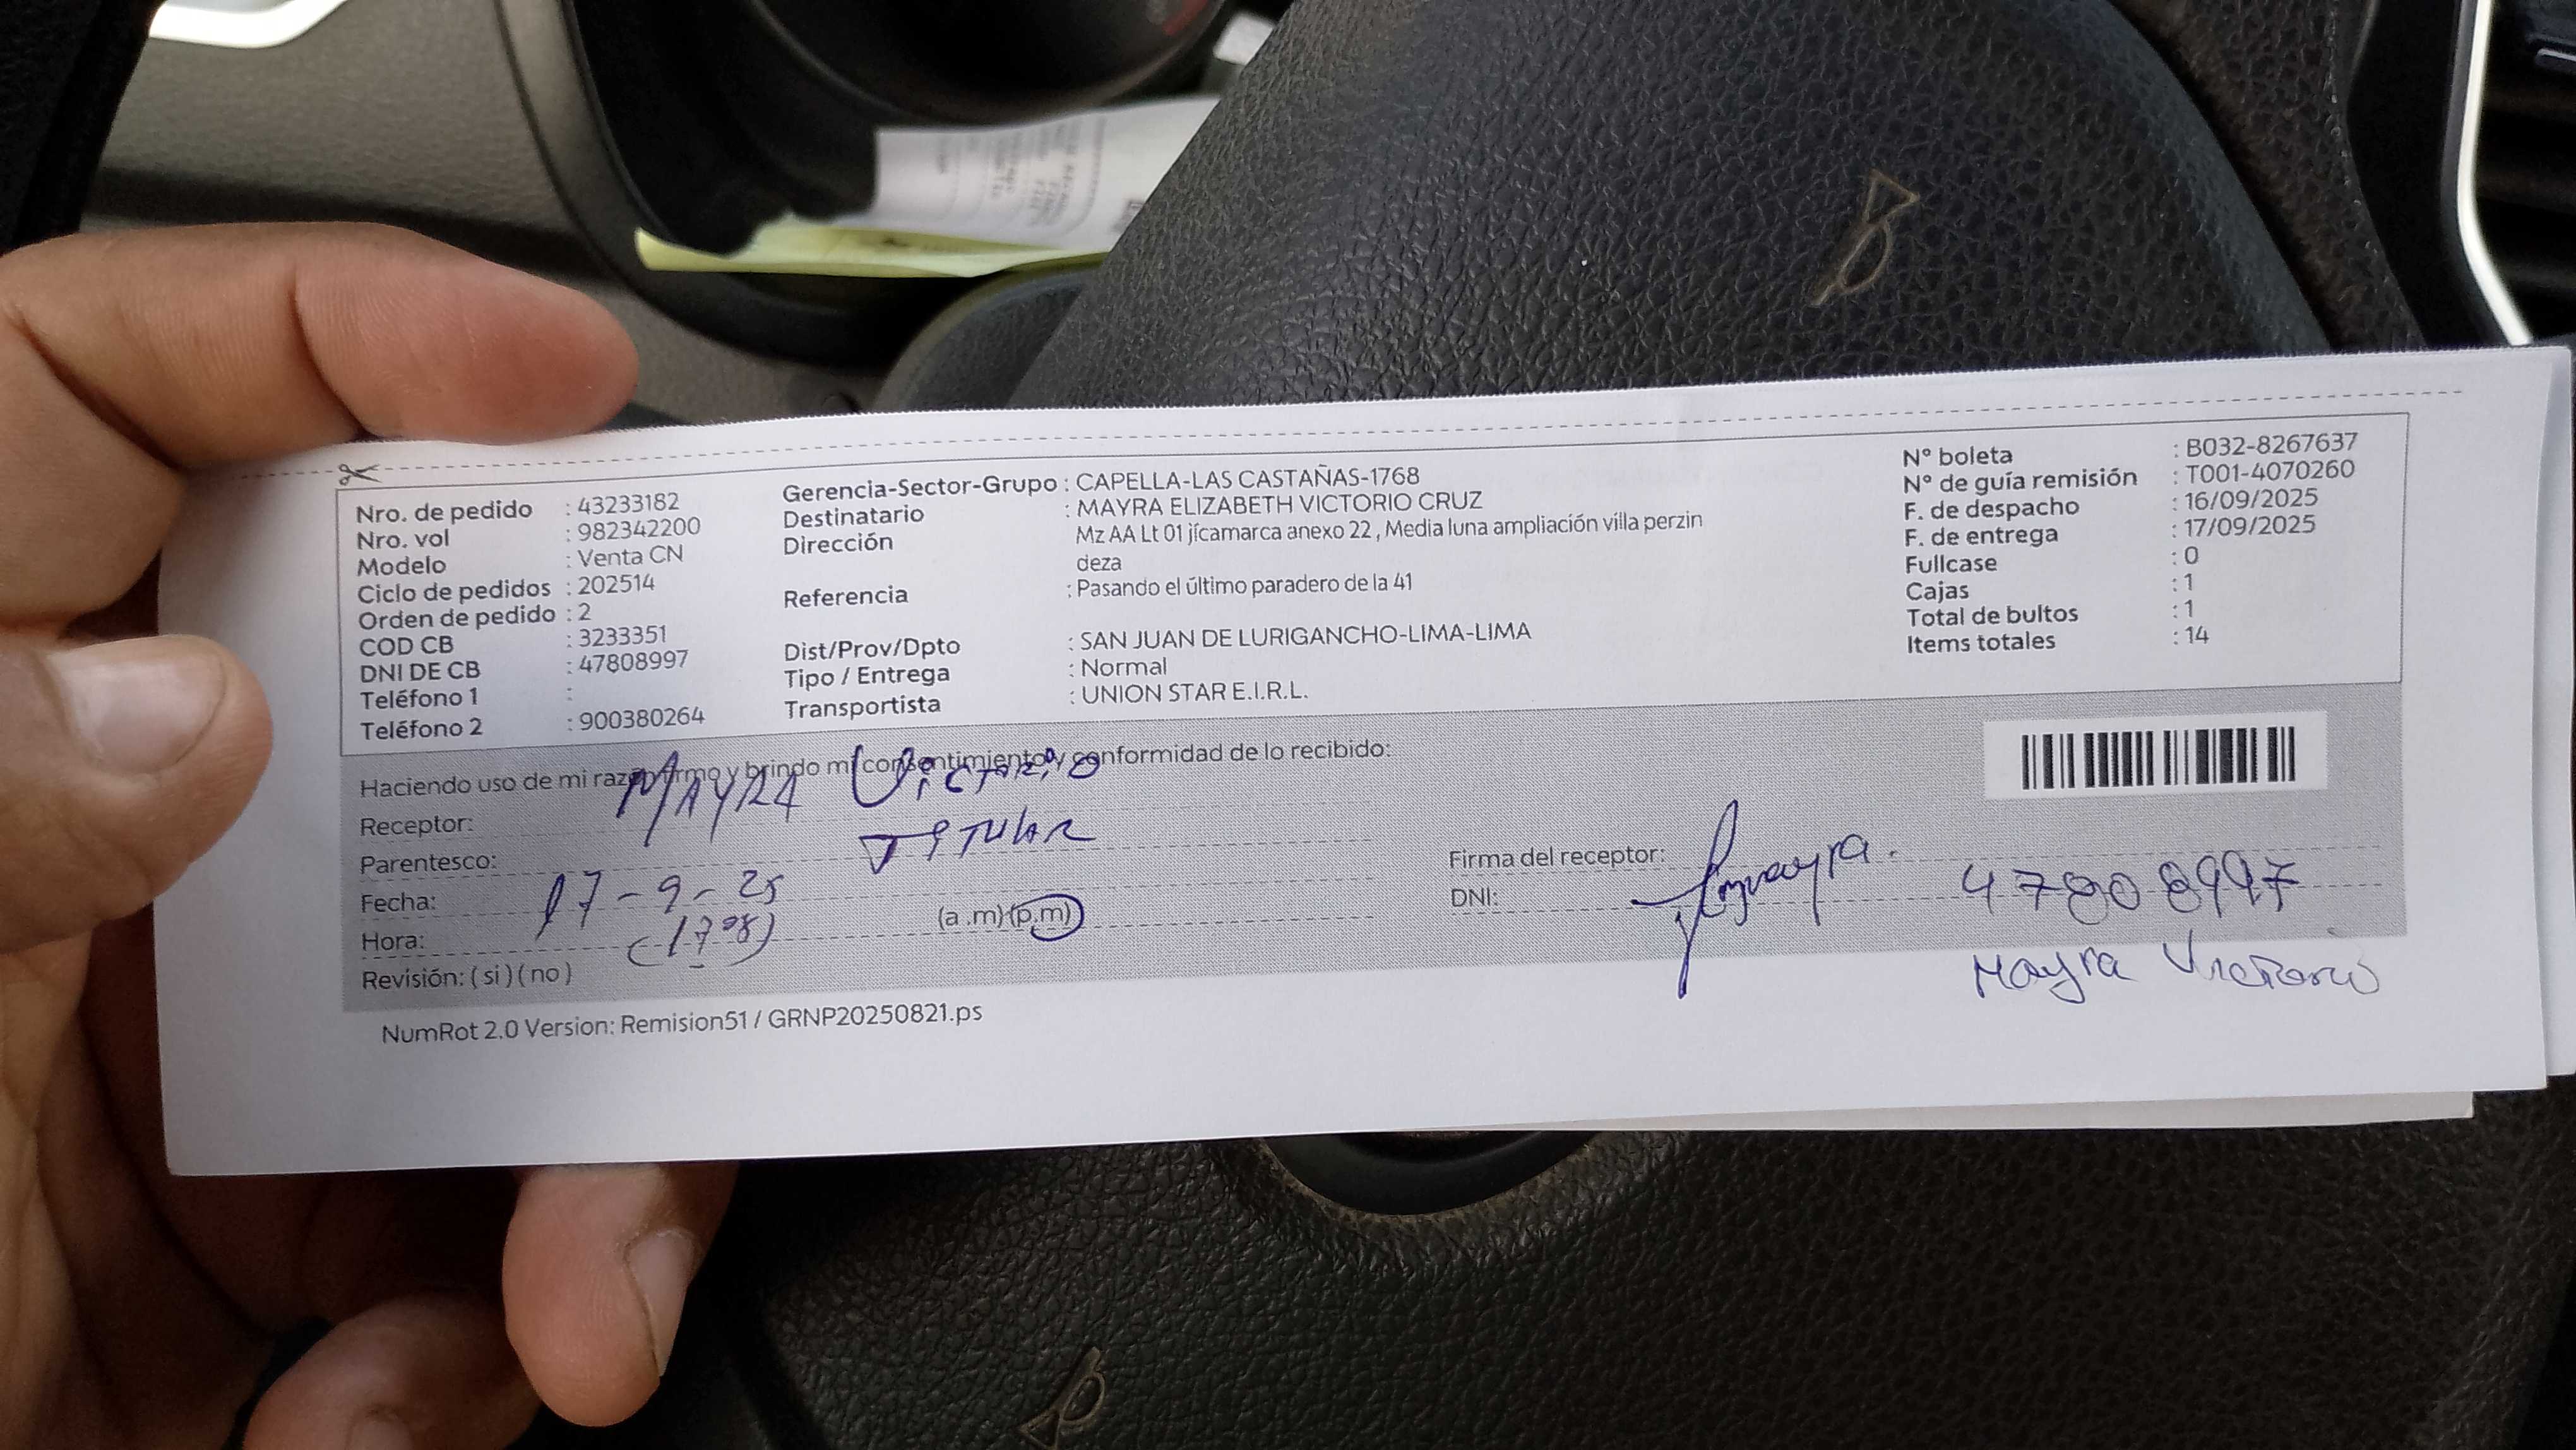 Nro. de pedido : 43233182
Nro. vol : 982342200
Modelo : Venta CN
Ciclo de pedidos : 202514
Orden de pedido : 2
COD CB : 3233351
DNI DE CB : 47808997
Teléfono 1 :
Teléfono 2 : 900380264
Gerencia-Sector-Grupo : CAPELLA-LAS CASTAÑAS-1768
Destinatario : MAYRA ELIZABETH VICTORIO CRUZ
Dirección Mz AA Lt 01 jícamarca anexo 22 , Media luna ampliación villa perzin
deza
Referencia : Pasando el último paradero de la 41
Dist/Prov/Dpto : SAN JUAN DE LURIGANCHO-LIMA-LIMA
Tipo / Entrega : Normal
Transportista : UNION STAR E.I.R.L.
N° boleta : B032-8267637
N° de guía remisión : T001-4070260
F. de despacho : 16/09/2025
F. de entrega : 17/09/2025
Fullcase : 0
Cajas : 1
Total de bultos : 1
Items totales : 14
Haciendo uso de mi razón firmo y brindo mi consentimiento y conformidad de lo recibido:
Receptor: MAYRA VICTORIO
Parentesco: TITULAR
Fecha: 17-9-25
Hora: (17 08) (a .m) (p.m)
Revisión: ( si ) ( no )
Firma del receptor: mayra.
DNI: 47808997
Mayra Victorio
NumRot 2.0 Version: Remision51 / GRNP20250821.ps